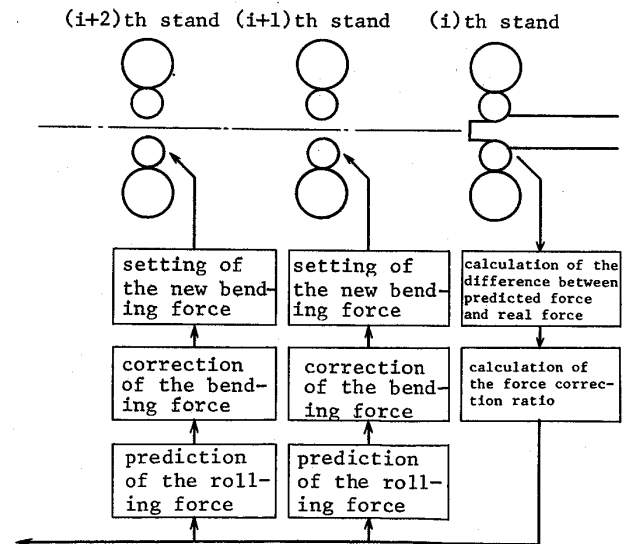 (i+2)th stand (i+1)th stand (i)th stand
setting of
the new bend-
ing force
setting of
the new bend-
ing force
calculation of the
difference between
predicted force
and real force
correction
of the bend-
ing force
correction
of the bend-
ing force
calculation of
the force correc-
tion ratio
prediction
of the roll-
ing force
prediction
of the roll-
ing force